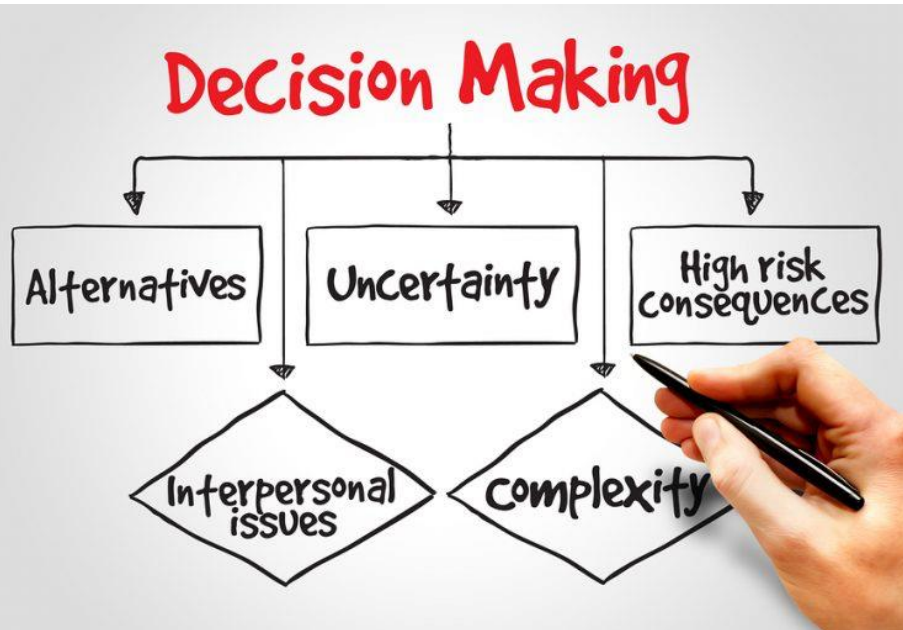 Decision Making
Alternatives
Uncertainty
High risk
consequences
Interpersonal
issues
complexity